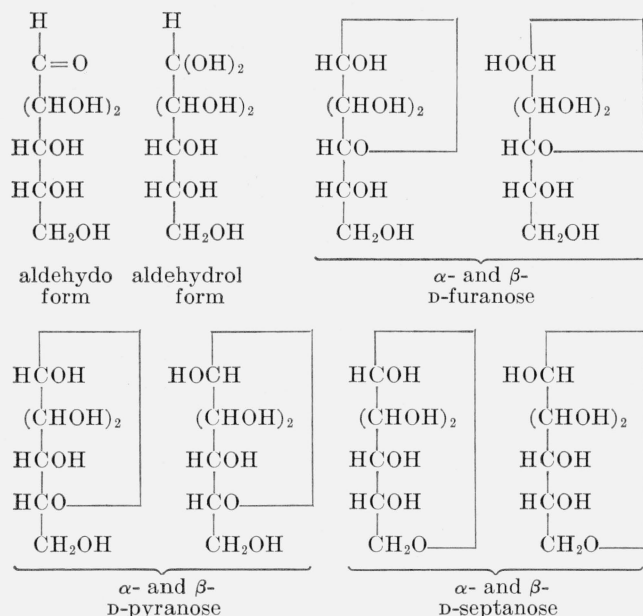 H H
C=O C(OH)₂ HCOH HOCH
(CHOH)₂ (CHOH)₂ (CHOH)₂ (CHOH)₂
HCOH HCOH HCO HCO
HCOH HCOH HCOH HCOH
CH₂OH CH₂OH CH₂OH CH₂OH
aldehydo aldehydrol α- and β-
form form D-furanose
HCOH HOCH HCOH HOCH
(CHOH)₂ (CHOH)₂ (CHOH)₂ (CHOH)₂
HCOH HCOH HCOH HCOH
HCO HCO HCOH HCOH
CH₂OH CH₂OH CH₂O CH₂O
α- and β- α- and β-
D-pyranose D-septanose